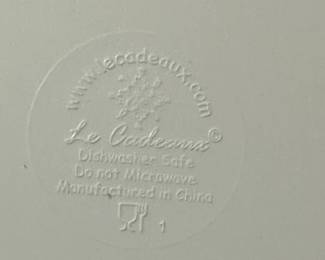 www.lecadeaux.com
Le Cadeaux©
Dishwasher Safe
Do not Microwave
Manufactured in China
1